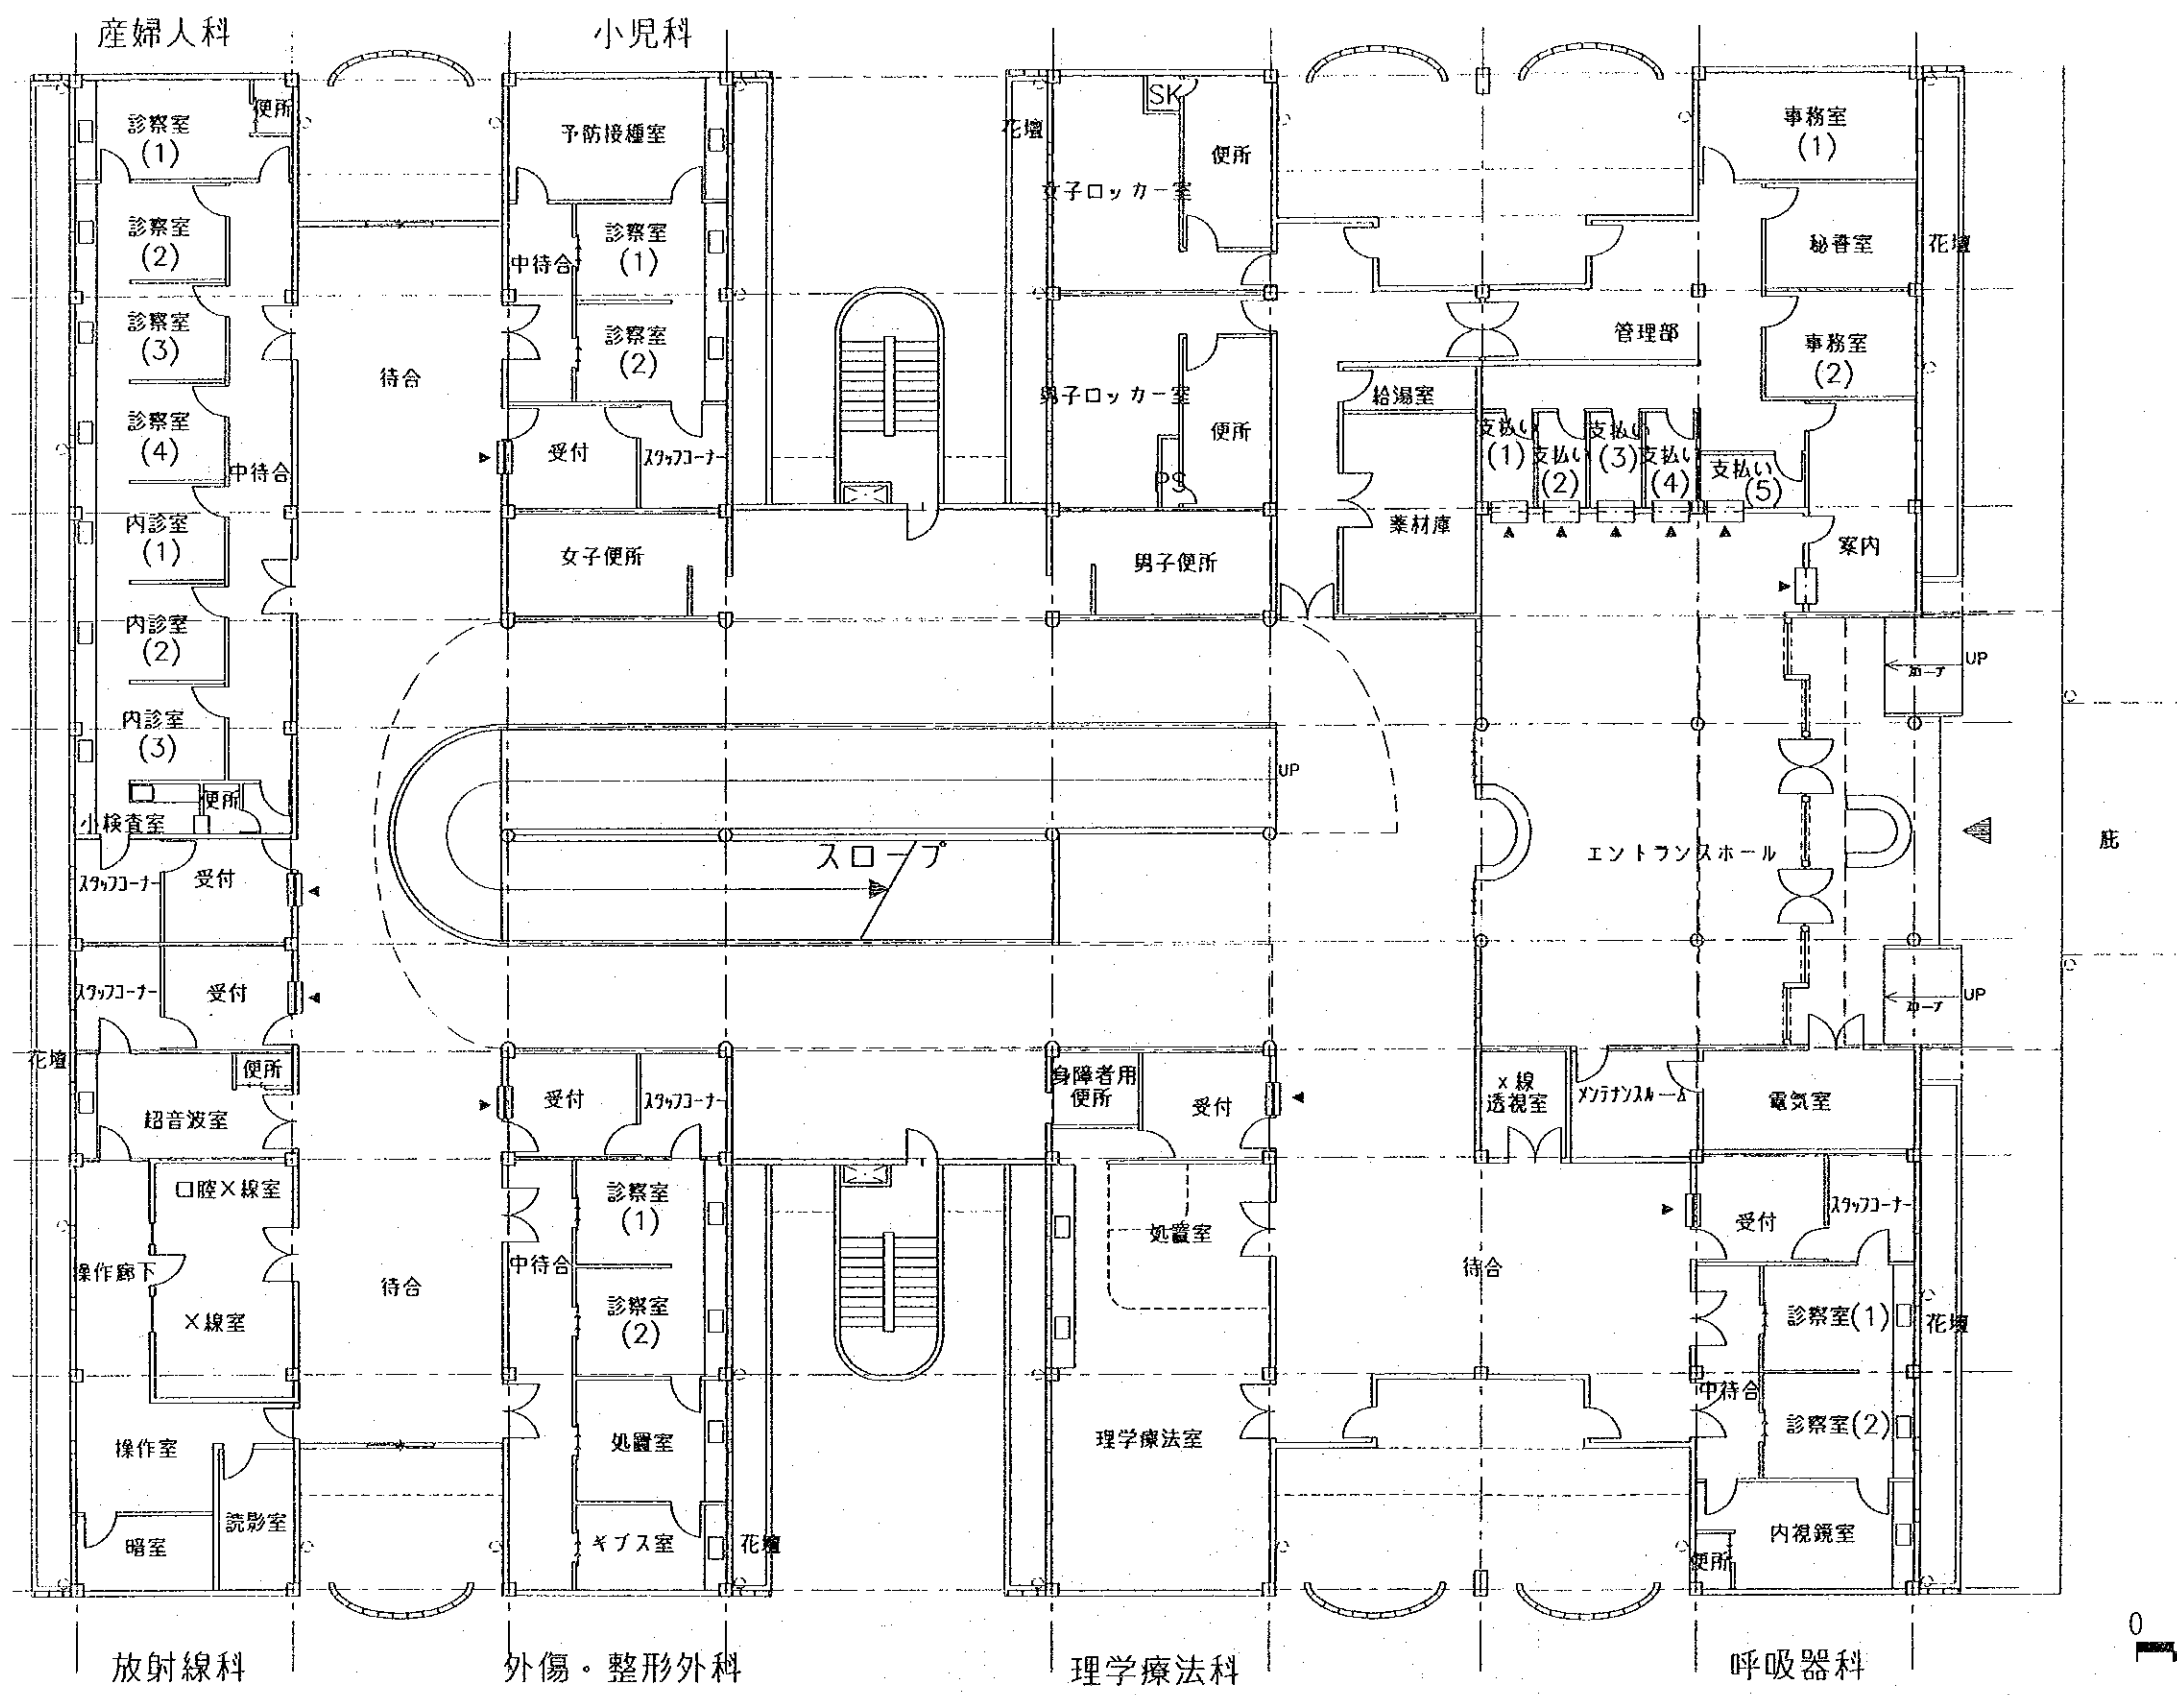 産婦人科
小児科
診察室
(1)
便所
予防接種室
花壇
SK
便所
女子ロッカー室
事務室
(1)
診察室
(2)
中待合
診察室
(1)
秘書室
花壇
診察室
(3)
待合
診察室
(2)
男子ロッカー室
便所
PS
管理部
事務室
(2)
給湯室
診察室
(4)
中待合
受付
スタッフコーナー
支払い
(1)
支払い
(2)
支払い
(3)
支払い
(4)
支払い
(5)
内診室
(1)
女子便所
男子便所
薬材庫
案内
内診室
(2)
UP
スロープ
内診室
(3)
UP
便所
小検査室
スロープ
エントランスホール
庇
スタッフコーナー
受付
スタッフコーナー
受付
UP
スロープ
花壇
便所
超音波室
受付
スタッフコーナー
身障者用
便所
受付
X線
透視室
メンテナンスルーム
電気室
口腔X線室
診察室
(1)
処置室
受付
スタッフコーナー
操作廊下
中待合
待合
待合
X線室
診察室
(2)
診察室(1)
花壇
中待合
操作室
処置室
理学療法室
診察室(2)
読影室
暗室
ギブス室
花壇
内視鏡室
便所
0
放射線科
外傷・整形外科
理学療法科
呼吸器科